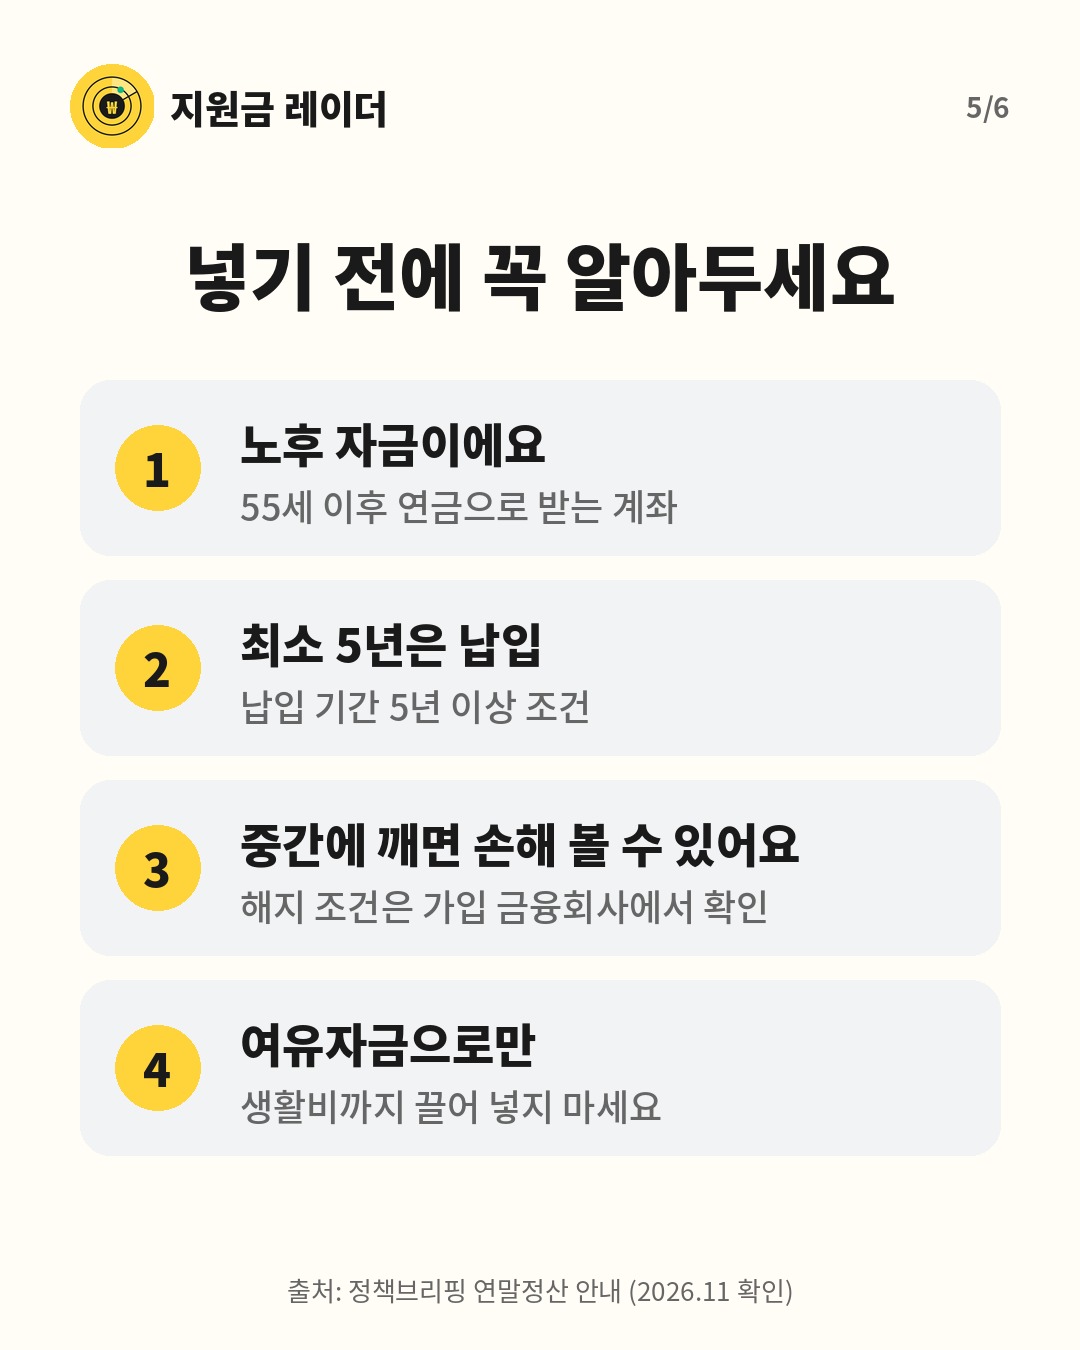 ₩
지원금 레이더
5/6
넣기 전에 꼭 알아두세요
1
노후 자금이에요
55세 이후 연금으로 받는 계좌
2
최소 5년은 납입
납입 기간 5년 이상 조건
3
중간에 깨면 손해 볼 수 있어요
해지 조건은 가입 금융회사에서 확인
4
여유자금으로만
생활비까지 끌어 넣지 마세요
출처: 정책브리핑 연말정산 안내 (2026.11 확인)